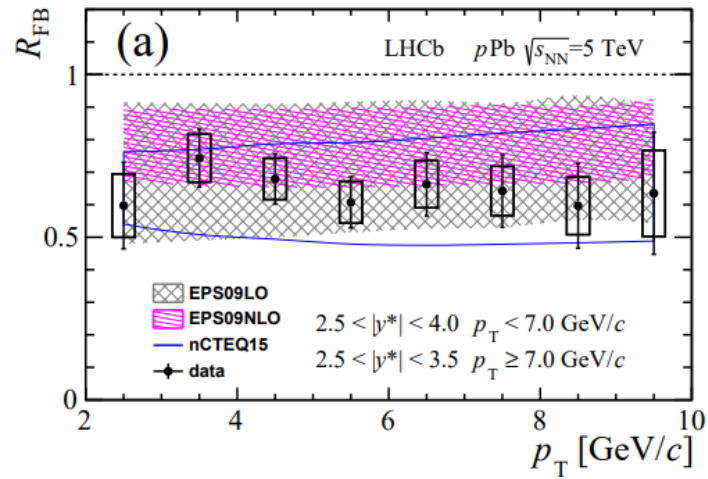 R_FB
(a)
LHCb pPb √s_NN=5 TeV
1
0.5
0
EPS09LO
EPS09NLO
nCTEQ15
data
2.5 < |y*| < 4.0 p_T < 7.0 GeV/c
2.5 < |y*| < 3.5 p_T ≥ 7.0 GeV/c
2 4 6 8 10
p_T [GeV/c]